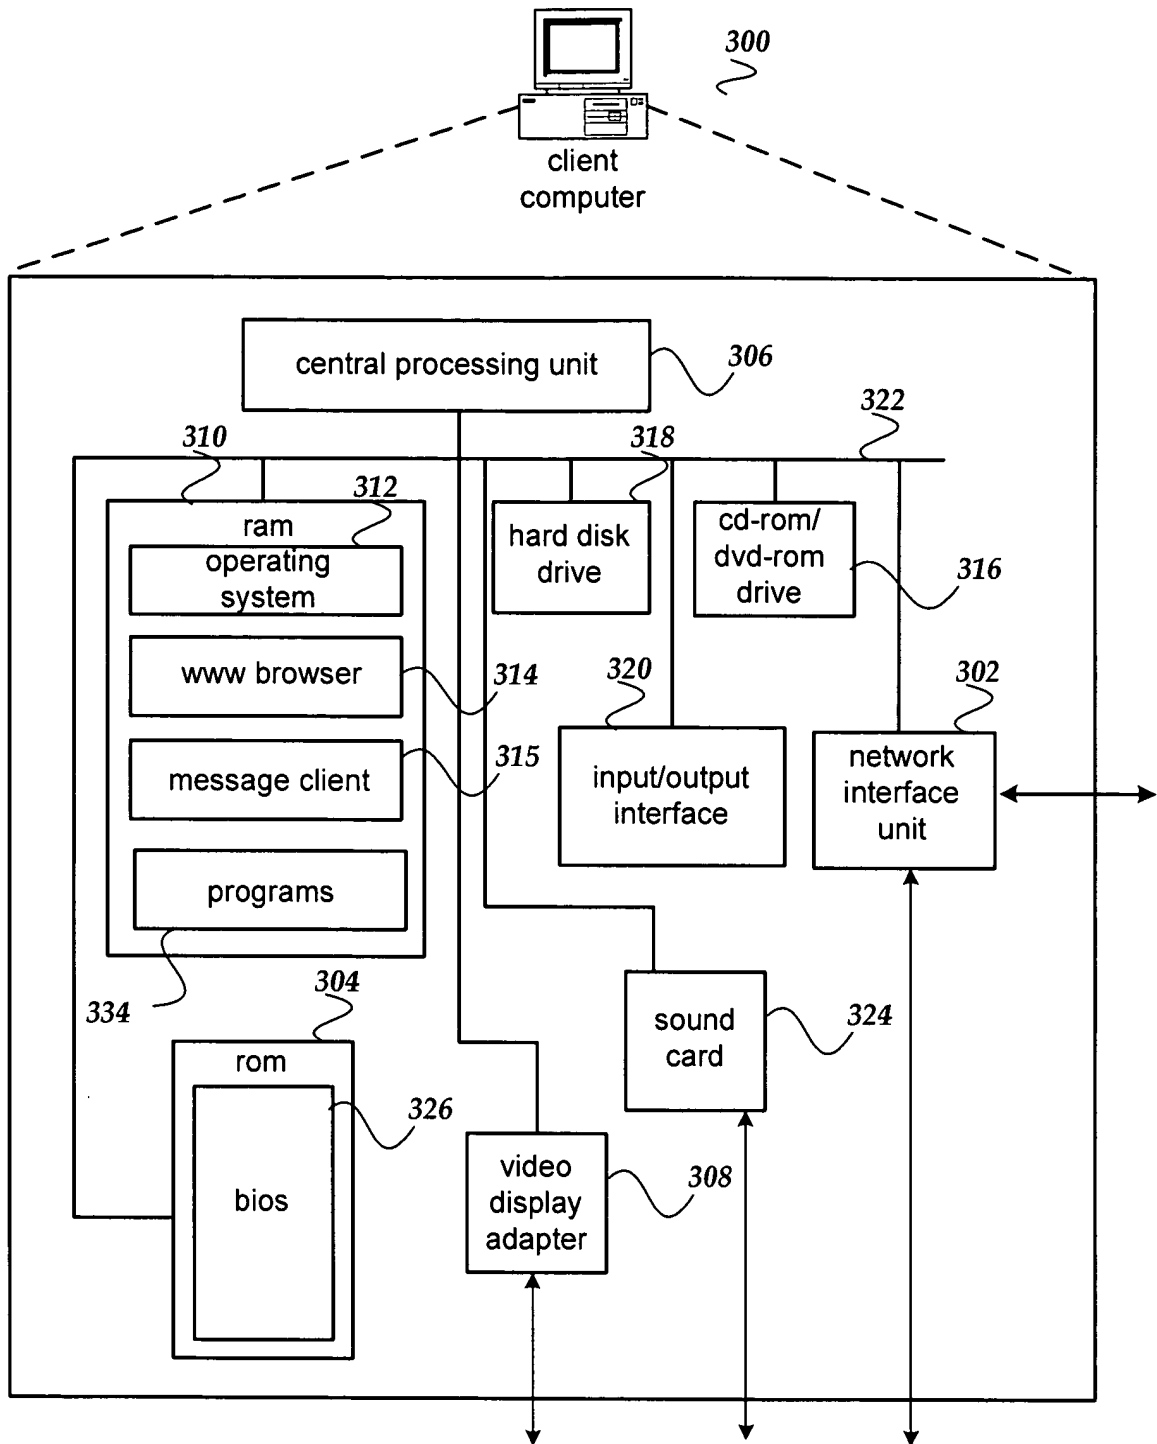 300
client
computer
central processing unit
306
322
310
318
312
ram
operating
system
hard disk
drive
cd-rom/
dvd-rom
drive
316
www browser
314
320
302
message client
315
input/output
interface
network
interface
unit
programs
334
304
sound
card
324
rom
326
bios
video
display
adapter
308